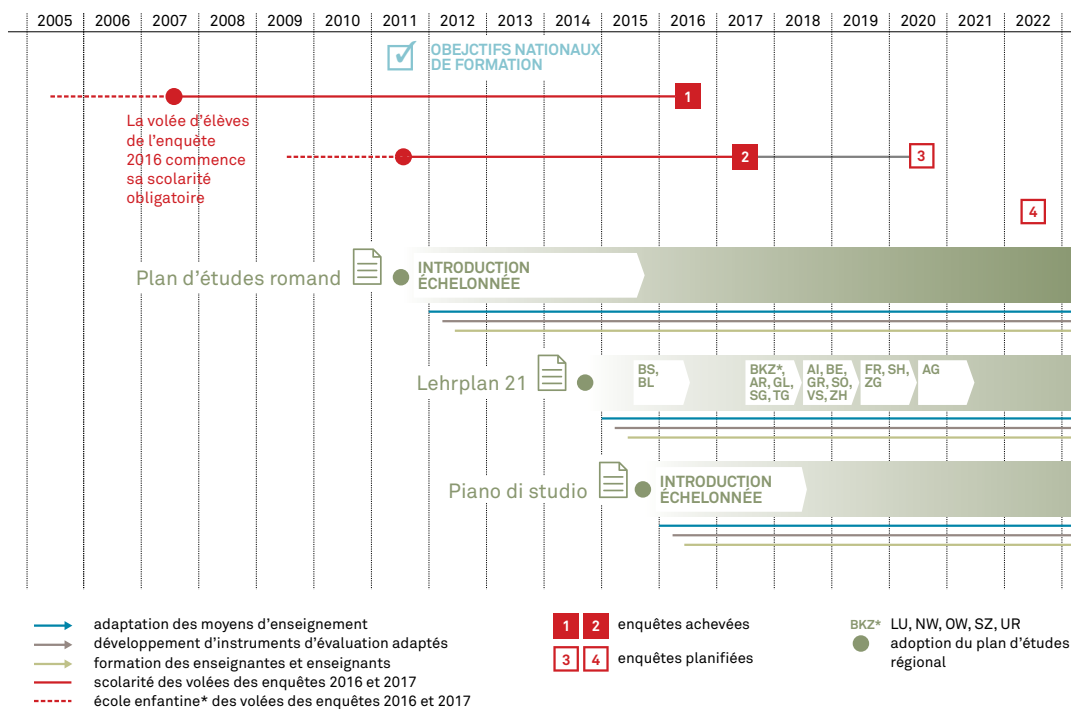 2005 2006 2007 2008 2009 2010 2011 2012 2013 2014 2015 2016 2017 2018 2019 2020 2021 2022
OBEJCTIFS NATIONAUX
DE FORMATION
1
La volée d'élèves
de l'enquête
2016 commence
sa scolarité
obligatoire
2
3
4
Plan d'études romand
INTRODUCTION
ÉCHELONNÉE
Lehrplan 21
BS,
BL
BKZ*,
AR, GL,
SG, TG
AI, BE,
GR, SO,
VS, ZH
FR, SH,
ZG
AG
Piano di studio
INTRODUCTION
ÉCHELONNÉE
adaptation des moyens d'enseignement
développement d'instruments d'évaluation adaptés
formation des enseignantes et enseignants
scolarité des volées des enquêtes 2016 et 2017
école enfantine* des volées des enquêtes 2016 et 2017
1 2 enquêtes achevées
3 4 enquêtes planifiées
BKZ* LU, NW, OW, SZ, UR
adoption du plan d'études
régional